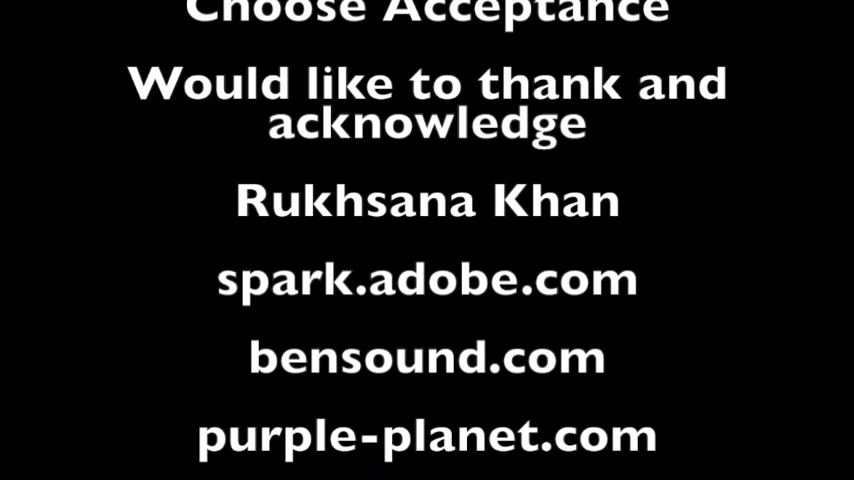 Choose Acceptance
Would like to thank and
acknowledge
Rukhsana Khan
spark.adobe.com
bensound.com
purple-planet.com